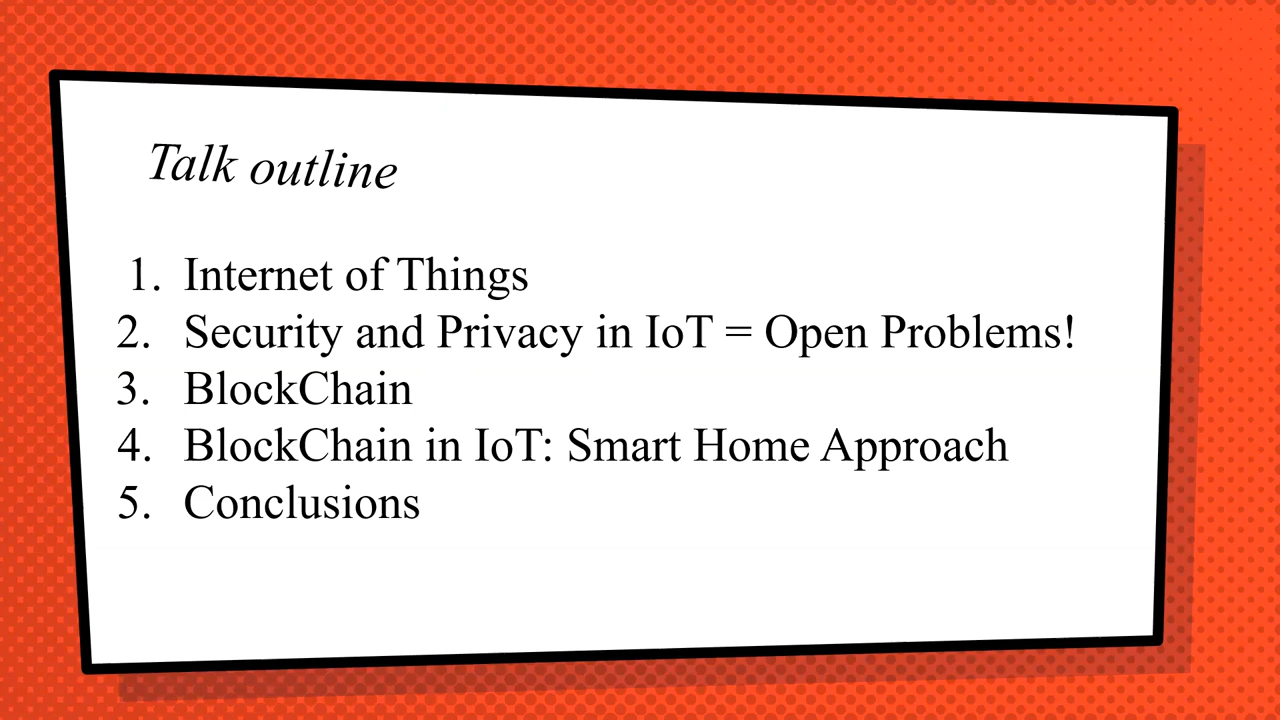 Talk outline
1. Internet of Things
2. Security and Privacy in IoT = Open Problems!
3. BlockChain
4. BlockChain in IoT: Smart Home Approach
5. Conclusions